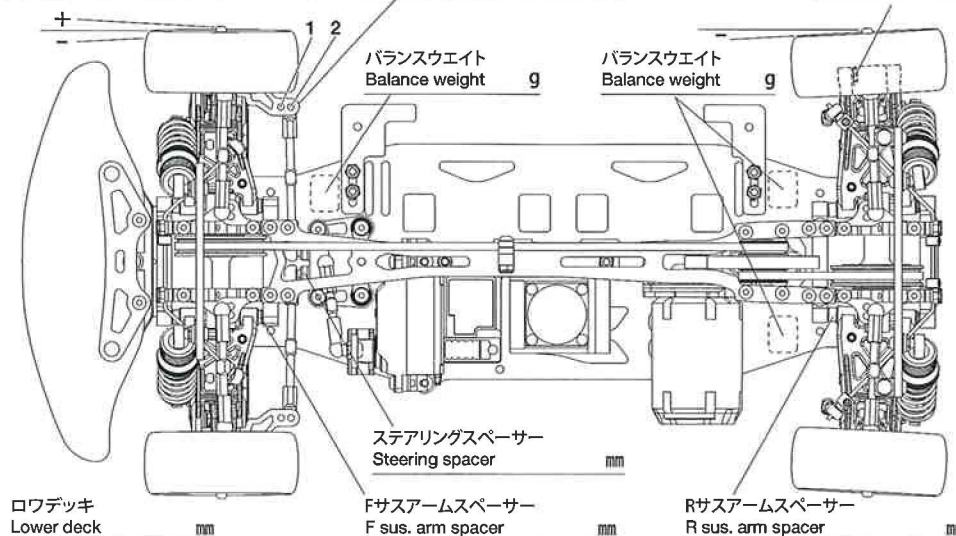 +
-
1 2
バランスウエイト
Balance weight g
バランスウエイト
Balance weight g
-
ステアリングスペーサー
Steering spacer mm
ロワデッキ
Lower deck mm
Fサスアームスペーサー
F sus. arm spacer mm
Rサスアームスペーサー
R sus. arm spacer m